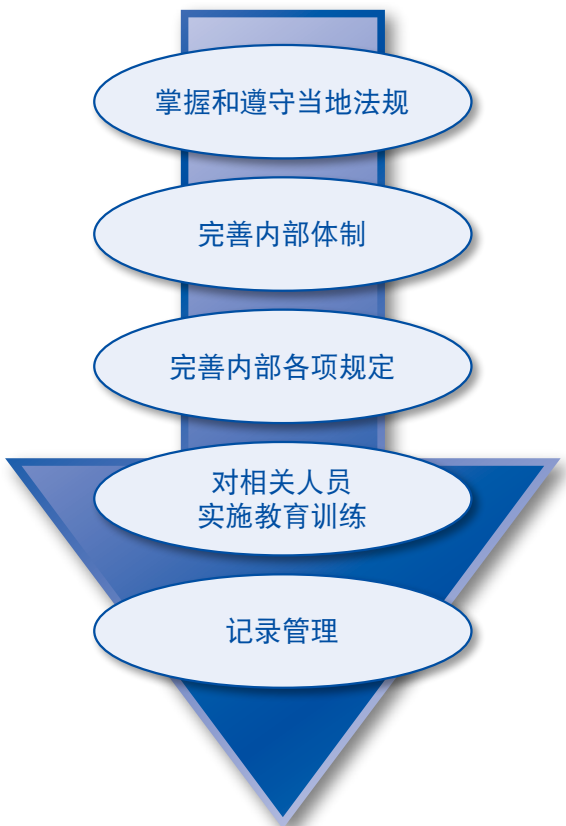 掌握和遵守当地法规
完善内部体制
完善内部各项规定
对相关人员
实施教育训练
记录管理